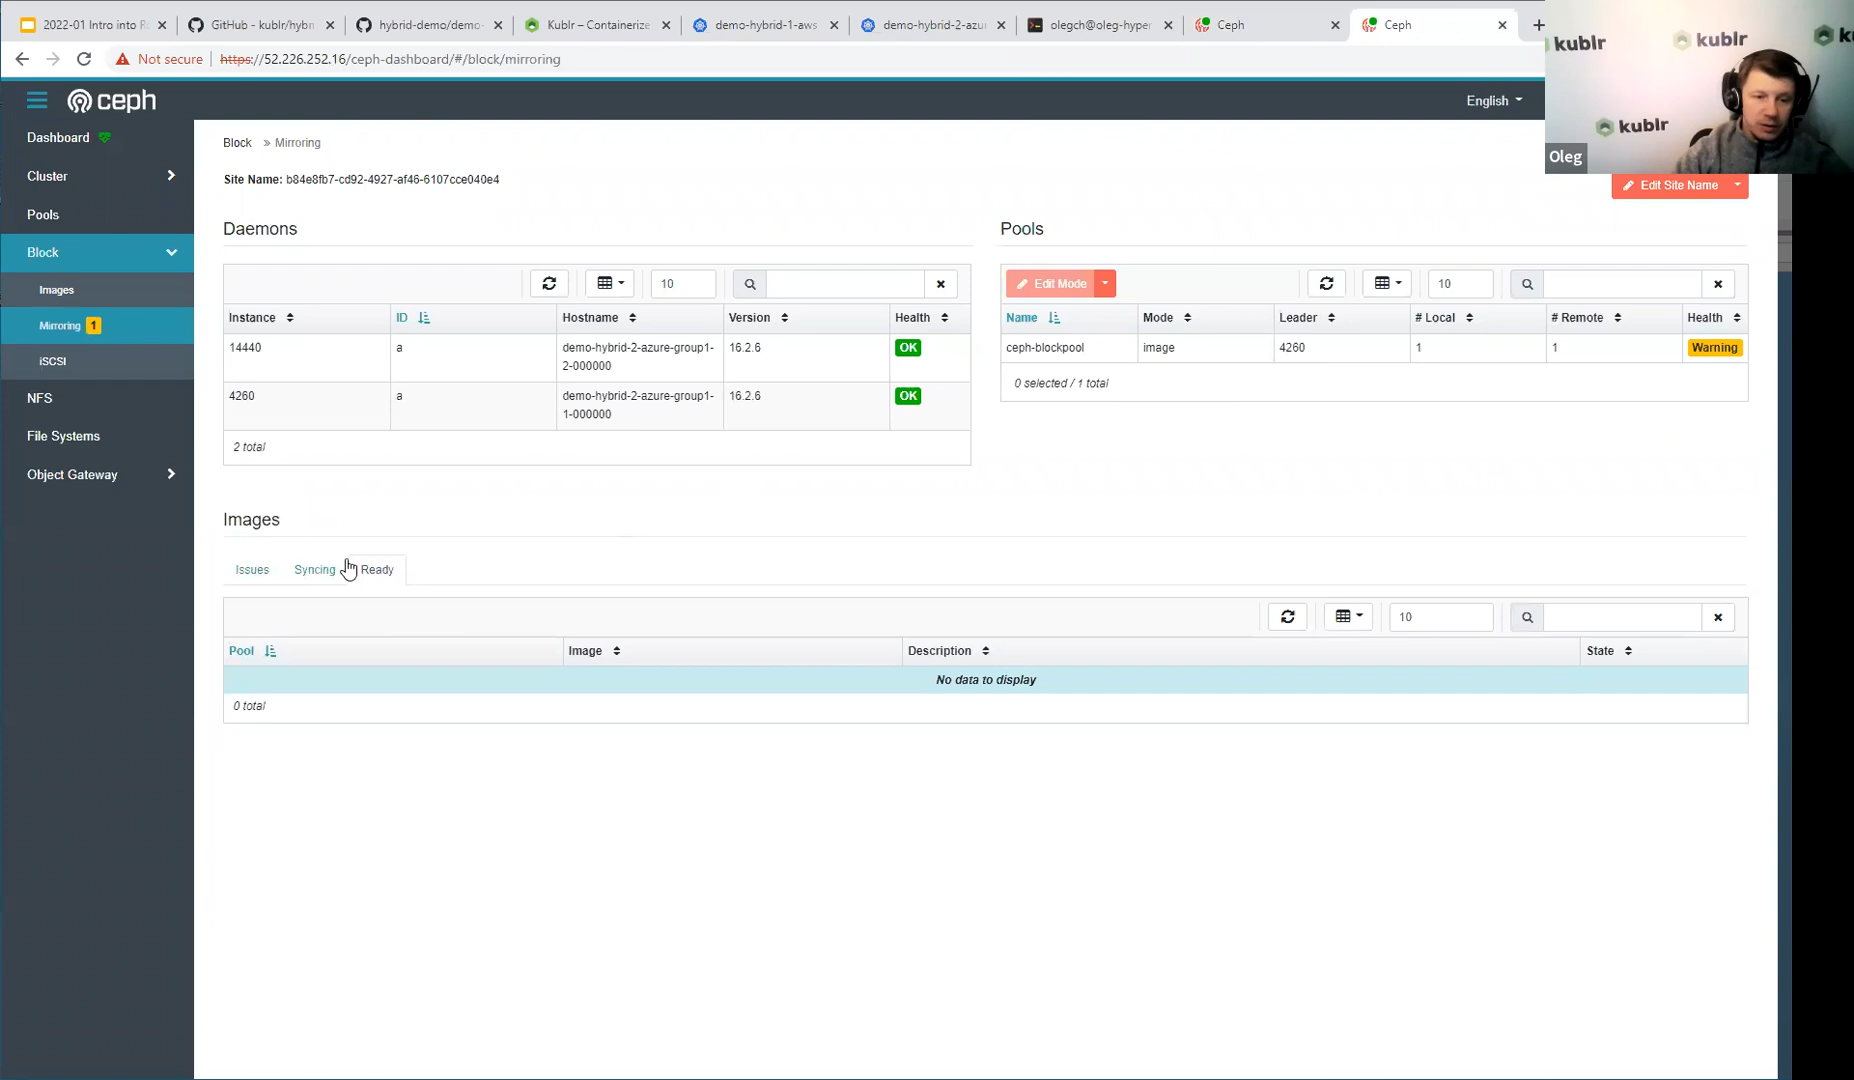 2022-01 Intro into Ro
GitHub - kublr/hybri
hybrid-demo/demo-
Kublr – Containerize
demo-hybrid-1-aws
demo-hybrid-2-azur
olegch@oleg-hyper
Ceph
Ceph
Not secure
https://52.226.252.16/ceph-dashboard/#/block/mirroring
kublr
kublr
kublr
Oleg
ceph
English
Dashboard
Cluster
Pools
Block
Images
Mirroring 1
iSCSI
NFS
File Systems
Object Gateway
Block » Mirroring
Site Name: b84e8fb7-cd92-4927-af46-6107cce040e4
Edit Site Name
Daemons
10
Instance ID Hostname Version Health
14440 a demo-hybrid-2-azure-group1- 16.2.6 OK
2-000000
4260 a demo-hybrid-2-azure-group1- 16.2.6 OK
1-000000
2 total
Pools
Edit Mode 10
Name Mode Leader # Local # Remote Health
ceph-blockpool image 4260 1 1 Warning
0 selected / 1 total
Images
Issues Syncing Ready
10
Pool Image Description State
No data to display
0 total